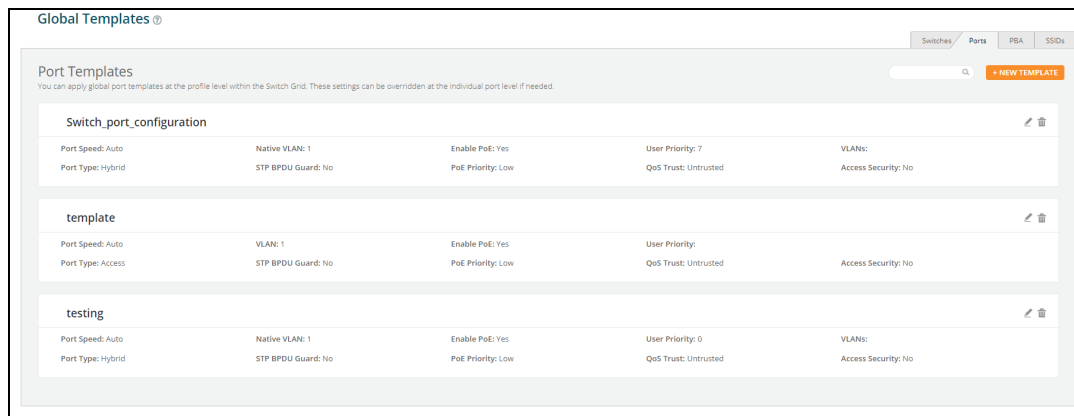 Global Templates ?
Switches Ports PBA SSIDs
Port Templates
+ NEW TEMPLATE
You can apply global port templates at the profile level within the Switch Grid. These settings can be overridden at the individual port level if needed.
Switch_port_configuration
Port Speed: Auto Native VLAN: 1 Enable PoE: Yes User Priority: 7 VLANs:
Port Type: Hybrid STP BPDU Guard: No PoE Priority: Low QoS Trust: Untrusted Access Security: No
template
Port Speed: Auto VLAN: 1 Enable PoE: Yes User Priority:
Port Type: Access STP BPDU Guard: No PoE Priority: Low QoS Trust: Untrusted Access Security: No
testing
Port Speed: Auto Native VLAN: 1 Enable PoE: Yes User Priority: 0 VLANs:
Port Type: Hybrid STP BPDU Guard: No PoE Priority: Low QoS Trust: Untrusted Access Security: No